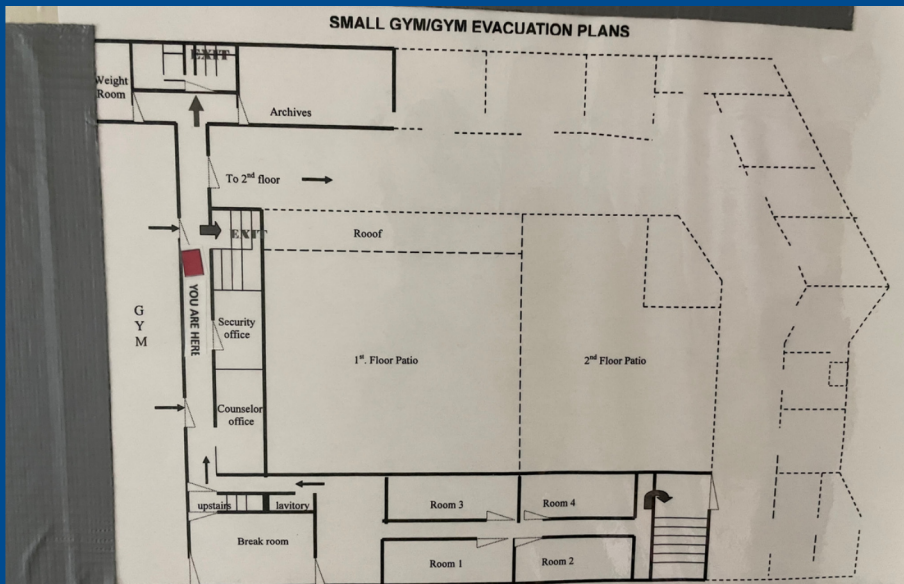 SMALL GYM/GYM EVACUATION PLANS
EXIT
Weight
Room
Archives
To 2nd floor
EXIT
Rooof
YOU ARE HERE
GYM
Security
office
1st. Floor Patio
2nd Floor Patio
Counselor
office
upstairs
lavitory
Room 3
Room 4
Break room
Room 1
Room 2